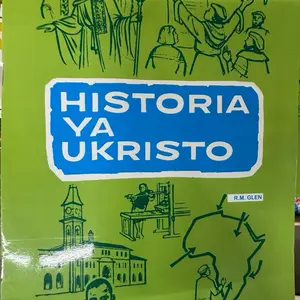 HISTORIA
YA
UKRISTO
R.M. GLEN